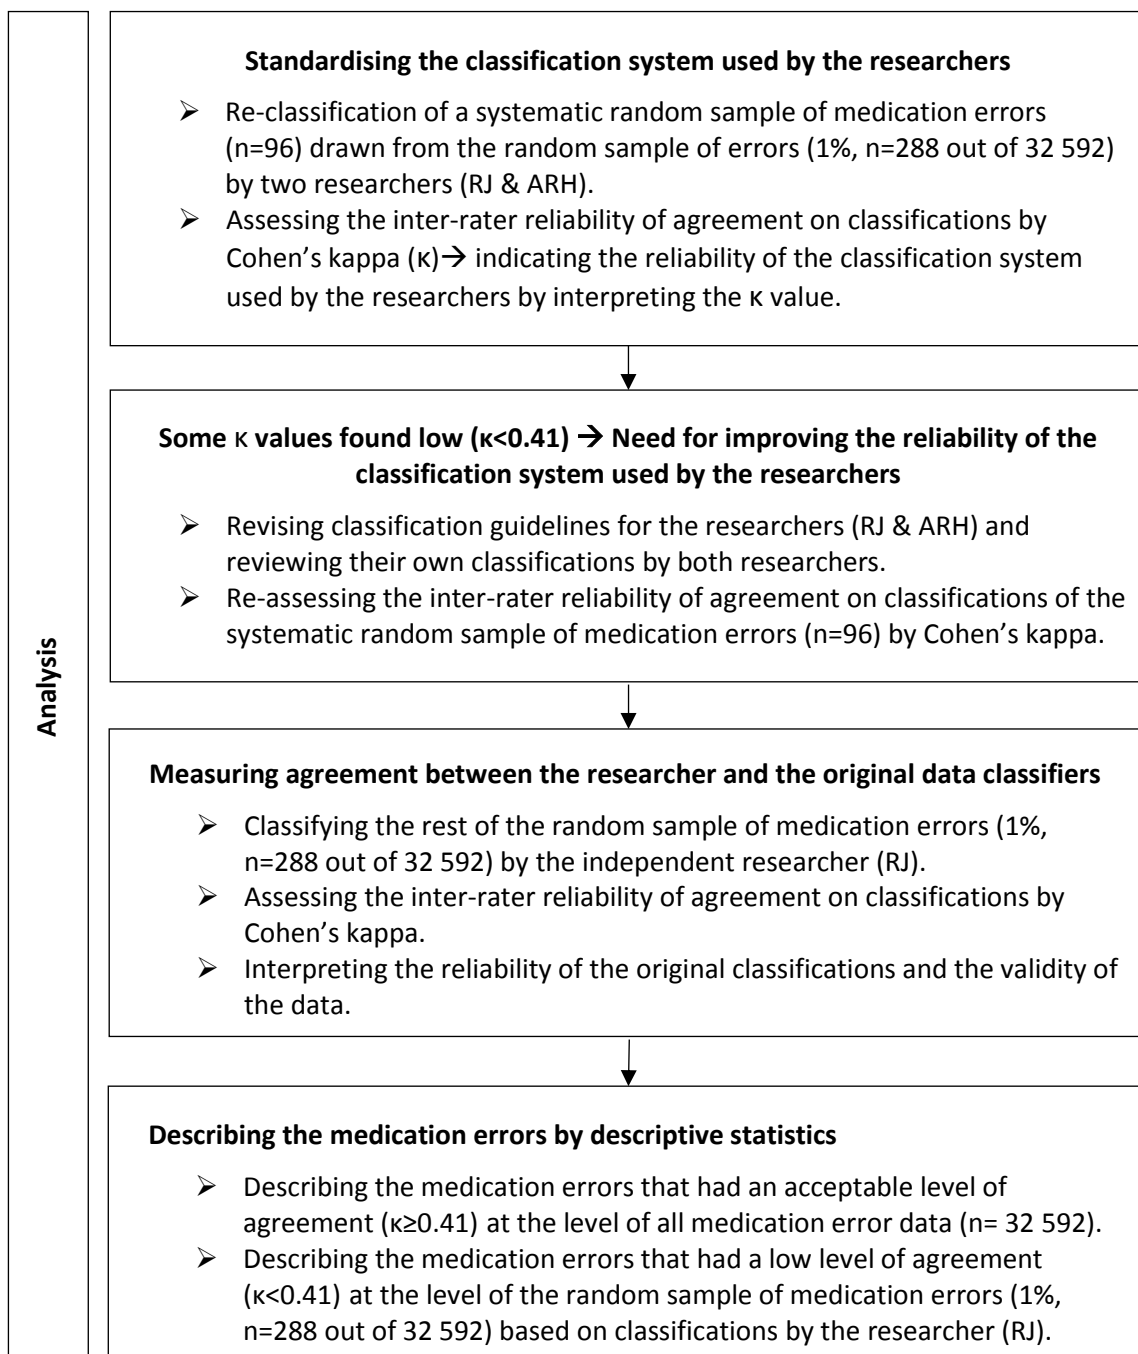 Analysis
Standardising the classification system used by the researchers
➢ Re-classification of a systematic random sample of medication errors
(n=96) drawn from the random sample of errors (1%, n=288 out of 32 592)
by two researchers (RJ & ARH).
➢ Assessing the inter-rater reliability of agreement on classifications by
Cohen’s kappa (κ)→ indicating the reliability of the classification system
used by the researchers by interpreting the κ value.
Some κ values found low (κ<0.41) → Need for improving the reliability of the
classification system used by the researchers
➢ Revising classification guidelines for the researchers (RJ & ARH) and
reviewing their own classifications by both researchers.
➢ Re-assessing the inter-rater reliability of agreement on classifications of the
systematic random sample of medication errors (n=96) by Cohen’s kappa.
Measuring agreement between the researcher and the original data classifiers
➢ Classifying the rest of the random sample of medication errors (1%,
n=288 out of 32 592) by the independent researcher (RJ).
➢ Assessing the inter-rater reliability of agreement on classifications by
Cohen’s kappa.
➢ Interpreting the reliability of the original classifications and the validity of
the data.
Describing the medication errors by descriptive statistics
➢ Describing the medication errors that had an acceptable level of
agreement (κ≥0.41) at the level of all medication error data (n= 32 592).
➢ Describing the medication errors that had a low level of agreement
(κ<0.41) at the level of the random sample of medication errors (1%,
n=288 out of 32 592) based on classifications by the researcher (RJ).